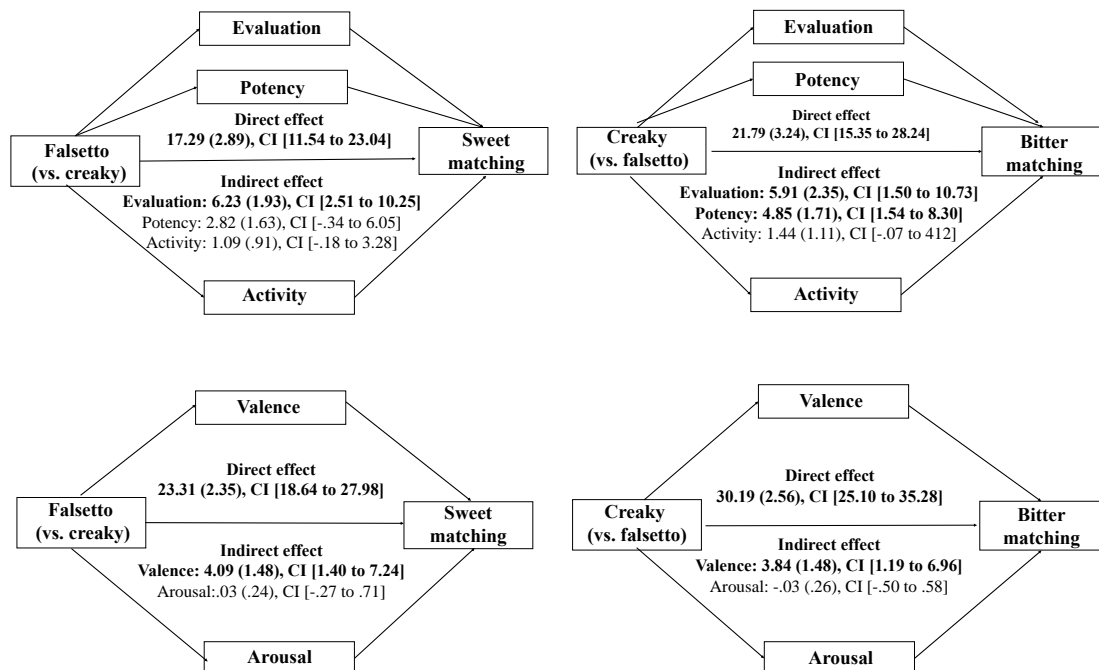 Evaluation
Potency
Direct effect
17.29 (2.89), CI [11.54 to 23.04]
Falsetto
(vs. creaky)
Sweet
matching
Indirect effect
Evaluation: 6.23 (1.93), CI [2.51 to 10.25]
Potency: 2.82 (1.63), CI [-.34 to 6.05]
Activity: 1.09 (.91), CI [-.18 to 3.28]
Activity
Evaluation
Potency
Direct effect
21.79 (3.24), CI [15.35 to 28.24]
Creaky
(vs. falsetto)
Bitter
matching
Indirect effect
Evaluation: 5.91 (2.35), CI [1.50 to 10.73]
Potency: 4.85 (1.71), CI [1.54 to 8.30]
Activity: 1.44 (1.11), CI [-.07 to 412]
Activity
Valence
Direct effect
23.31 (2.35), CI [18.64 to 27.98]
Falsetto
(vs. creaky)
Sweet
matching
Indirect effect
Valence: 4.09 (1.48), CI [1.40 to 7.24]
Arousal:.03 (.24), CI [-.27 to .71]
Arousal
Valence
Direct effect
30.19 (2.56), CI [25.10 to 35.28]
Creaky
(vs. falsetto)
Bitter
matching
Indirect effect
Valence: 3.84 (1.48), CI [1.19 to 6.96]
Arousal: -.03 (.26), CI [-.50 to .58]
Arousal